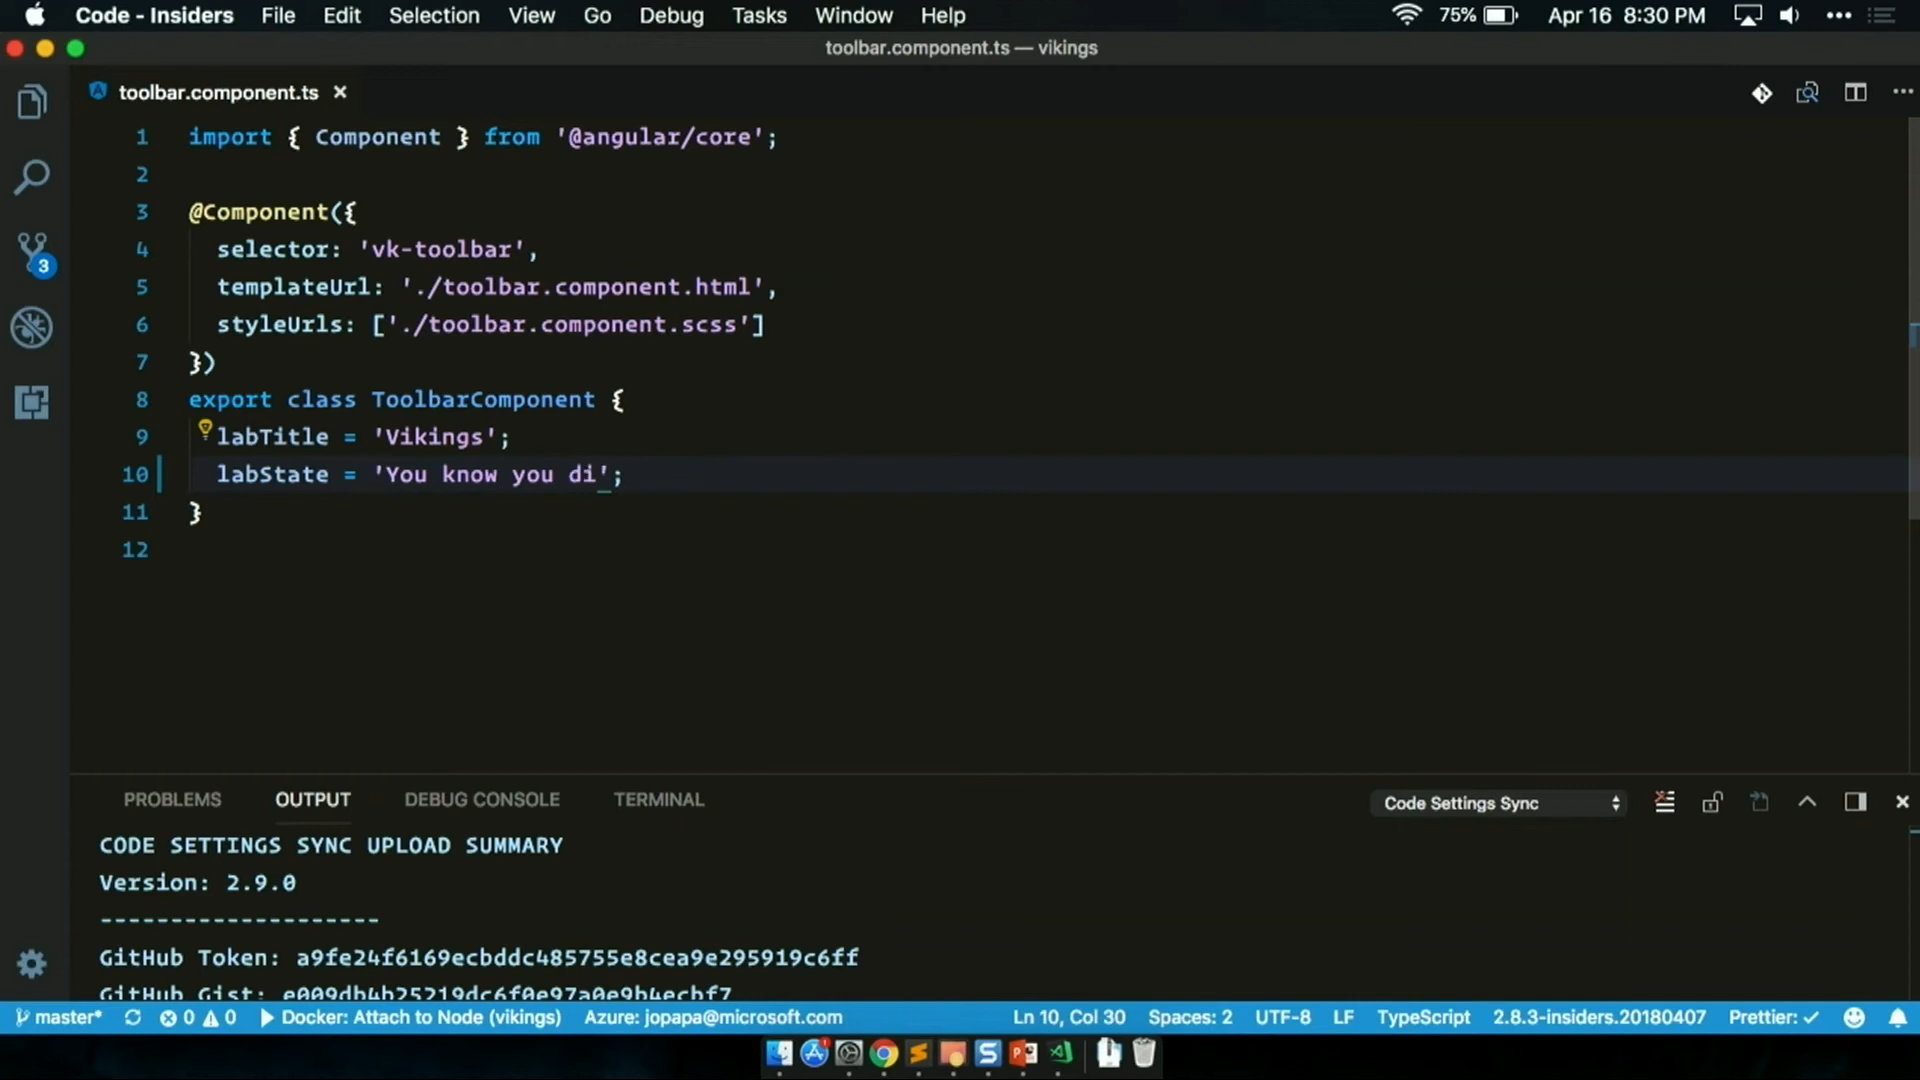 Code - Insiders File Edit Selection View Go Debug Tasks Window Help 75% Apr 16 8:30 PM
toolbar.component.ts — vikings
toolbar.component.ts
1 import { Component } from '@angular/core';
2
3 @Component({
4 selector: 'vk-toolbar',
5 templateUrl: './toolbar.component.html',
6 styleUrls: ['./toolbar.component.scss']
7 })
8 export class ToolbarComponent {
9 labTitle = 'Vikings';
10 labState = 'You know you di';
11 }
12
3
PROBLEMS OUTPUT DEBUG CONSOLE TERMINAL Code Settings Sync
CODE SETTINGS SYNC UPLOAD SUMMARY
Version: 2.9.0
--------------------
GitHub Token: a9fe24f6169ecbddc485755e8cea9e295919c6ff
GitHub Gist: e009db4b25219dc6f0e97a0e9b4ecbf7
master* 0 0 Docker: Attach to Node (vikings) Azure: jopapa@microsoft.com Ln 10, Col 30 Spaces: 2 UTF-8 LF TypeScript 2.8.3-insiders.20180407 Prettier: ✓